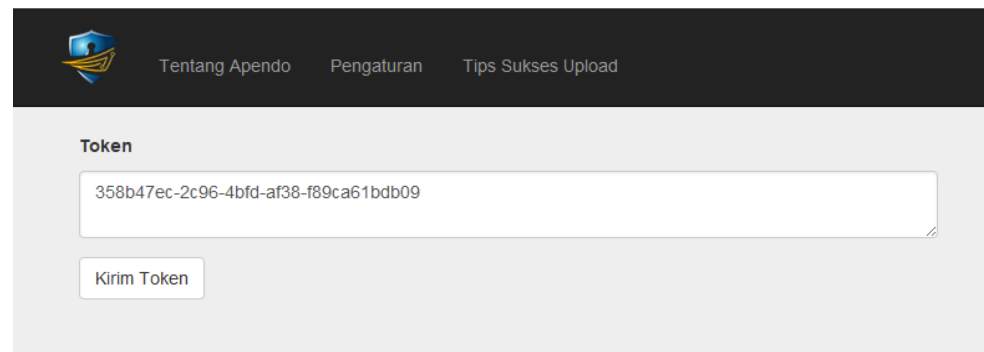 Tentang Apendo Pengaturan Tips Sukses Upload
Token
358b47ec-2c96-4bfd-af38-f89ca61bdb09
Kirim Token